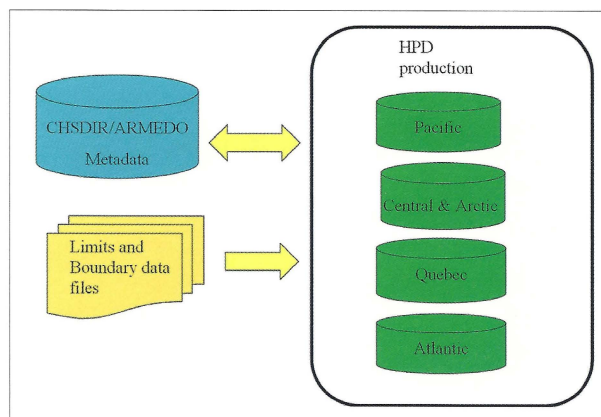 HPD
production
CHSDIR/ARMEDO
Metadata
Limits and
Boundary data
files
Pacific
Central & Arctic
Quebec
Atlantic